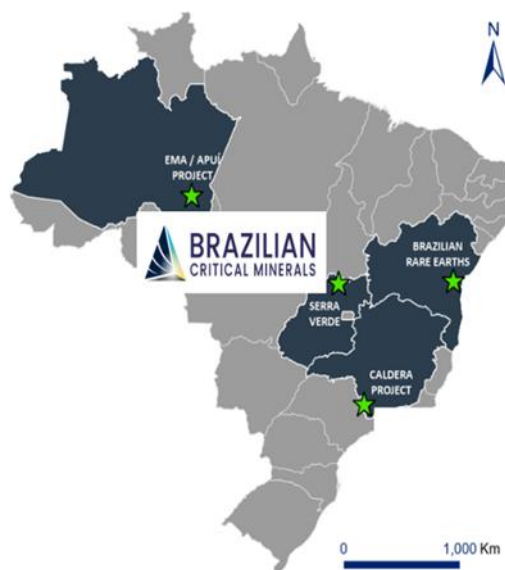 N
EMA / APUÍ
PROJECT
BRAZILIAN
CRITICAL MINERALS
BRAZILIAN
RARE EARTHS
SERRA
VERDE
CALDERA
PROJECT
0
1,000 Km